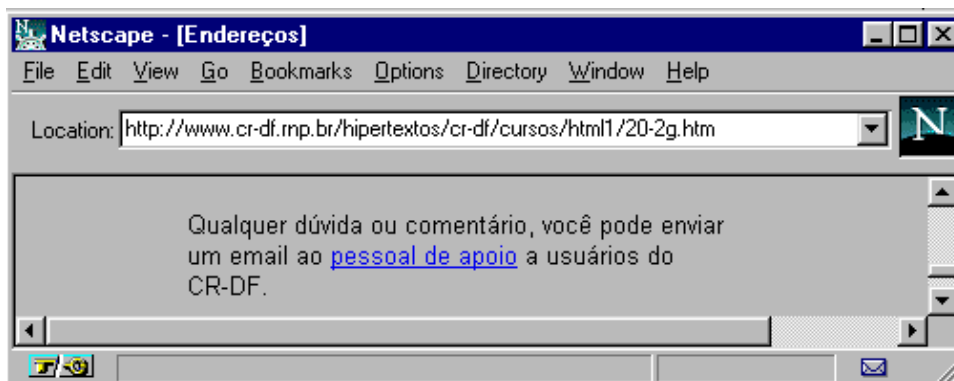 Netscape - [Endereços]
File Edit View Go Bookmarks Options Directory Window Help
Location: http://www.cr-df.rnp.br/hipertextos/cr-df/cursos/html1/20-2g.htm
N
Qualquer dúvida ou comentário, você pode enviar
um email ao pessoal de apoio a usuários do
CR-DF.